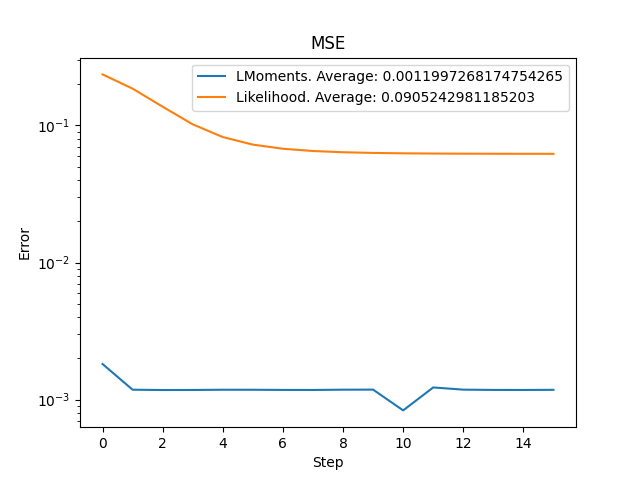 MSE
LMoments. Average: 0.0011997268174754265
Likelihood. Average: 0.0905242981185203
10⁻¹
10⁻²
10⁻³
Error
0 2 4 6 8 10 12 14
Step